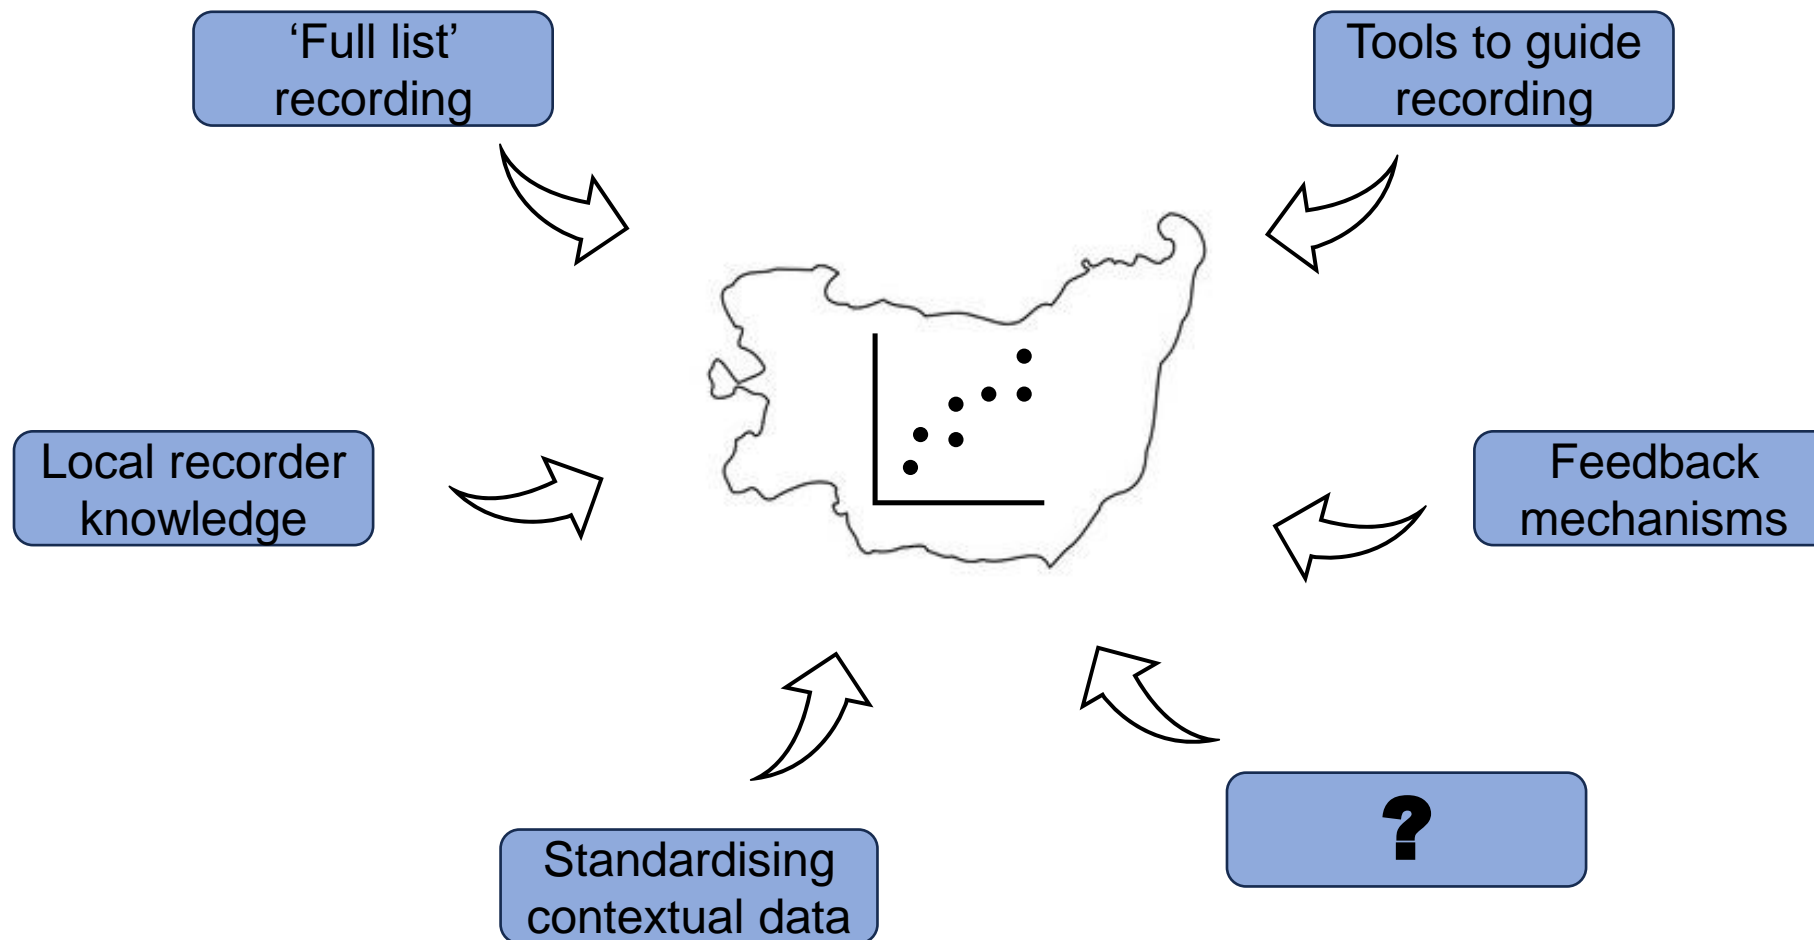 ‘Full list’
recording
Tools to guide
recording
Local recorder
knowledge
Feedback
mechanisms
Standardising
contextual data
?